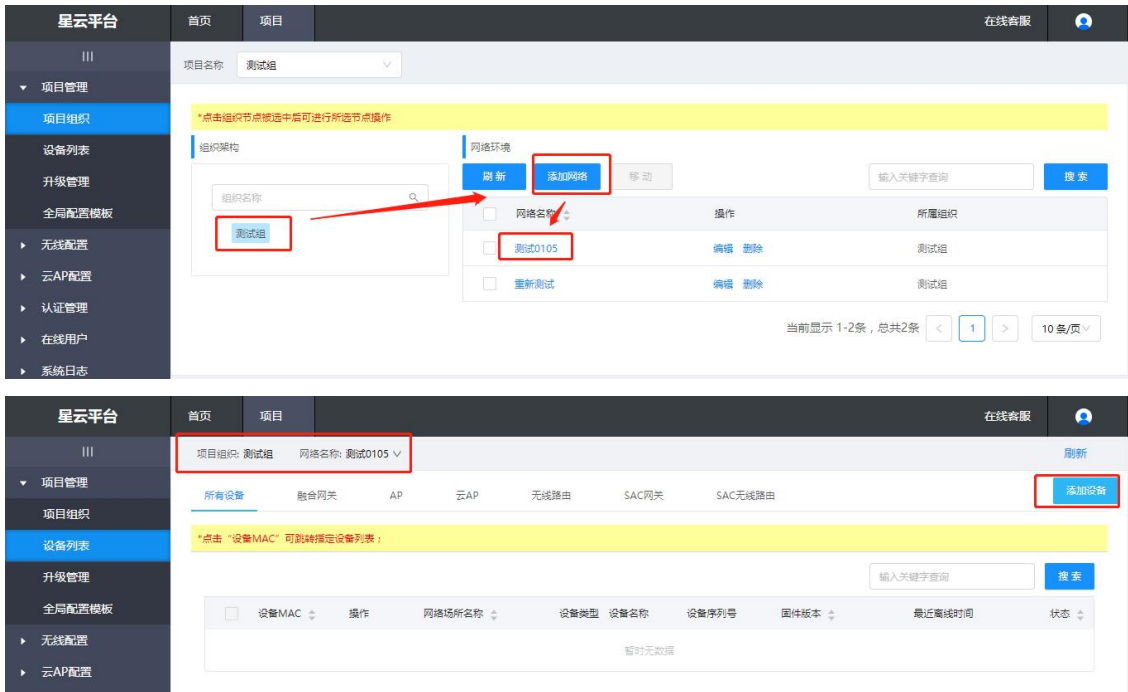 星云平台 首页 项目 在线客服
项目名称 测试组
项目管理
项目组织
设备列表
升级管理
全局配置模板
无线配置
云AP配置
认证管理
在线用户
系统日志
*点击组织节点被选中后可进行所选节点操作
组织架构
组织名称
测试组
网络环境
刷 新 添加网络 移 动 输入关键字查询 搜 索
网络名称 操作 所属组织
测试0105 编辑 删除 测试组
重新测试 编辑 删除 测试组
当前显示 1-2条，总共2条 < 1 > 10 条/页
星云平台 首页 项目 在线客服
项目组织: 测试组 网络名称: 测试0105 刷新
项目管理
项目组织
设备列表
升级管理
全局配置模板
无线配置
云AP配置
所有设备 融合网关 AP 云AP 无线路由 SAC网关 SAC无线路由 添加设备
*点击“设备MAC”可跳转指定设备列表；
输入关键字查询 搜 索
设备MAC 操作 网络场所名称 设备类型 设备名称 设备序列号 固件版本 最近离线时间 状态
暂时无数据